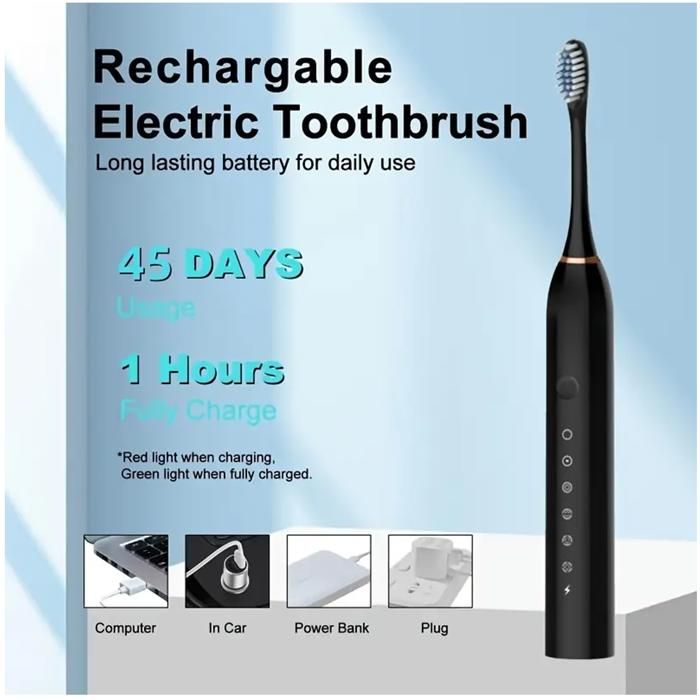 Rechargable
Electric Toothbrush
Long lasting battery for daily use
45 DAYS
Usage
1 Hours
Fully Charge
*Red light when charging,
Green light when fully charged.
Computer
In Car
Power Bank
Plug